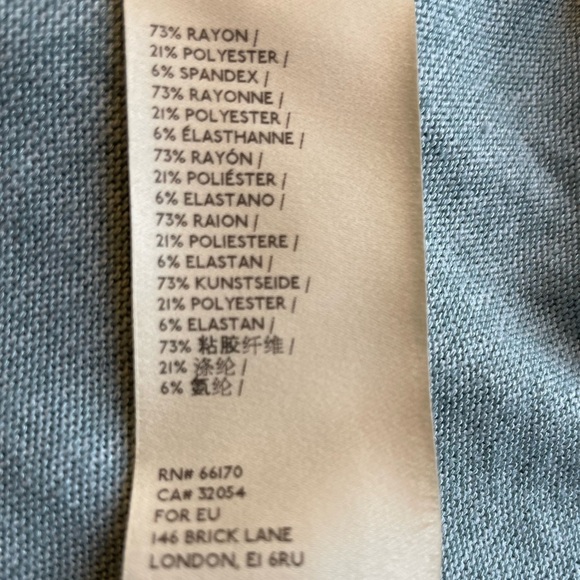 73% RAYON /
21% POLYESTER /
6% SPANDEX /
73% RAYONNE /
21% POLYESTER /
6% ÉLASTHANNE /
73% RAYÓN /
21% POLIÉSTER /
6% ELASTANO /
73% RAION /
21% POLIESTERE /
6% ELASTAN /
73% KUNSTSEIDE /
21% POLYESTER /
6% ELASTAN /
73% 粘胶纤维 /
21% 涤纶 /
6% 氨纶 /
RN# 66170
CA# 32054
FOR EU
146 BRICK LANE
LONDON, E1 6RU